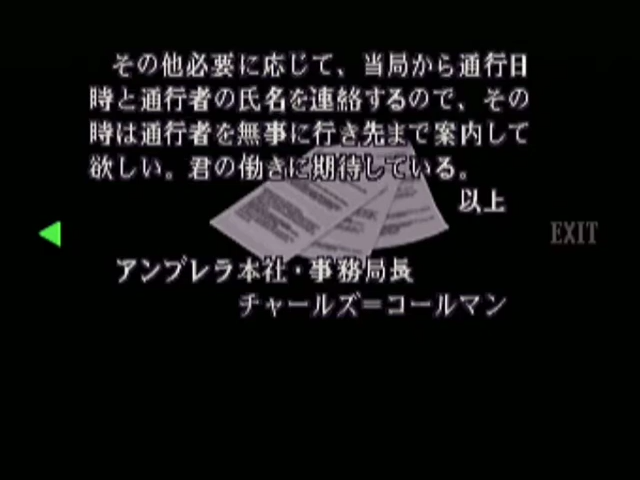 その他必要に応じて、当局から通行日
時と通行者の氏名を連絡するので、その
時は通行者を無事に行き先まで案内して
欲しい。君の働きに期待している。
以上
EXIT
アンブレラ本社・事務局長
チャールズ=コールマン